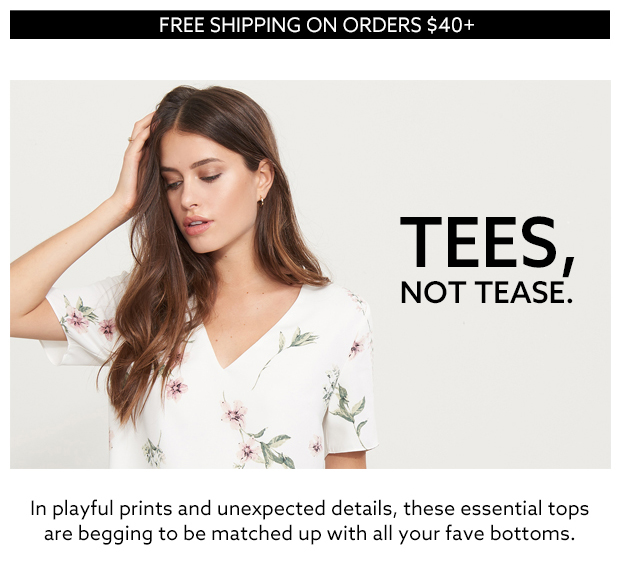 FREE SHIPPING ON ORDERS $40+
TEES,
NOT TEASE.
In playful prints and unexpected details, these essential tops
are begging to be matched up with all your fave bottoms.